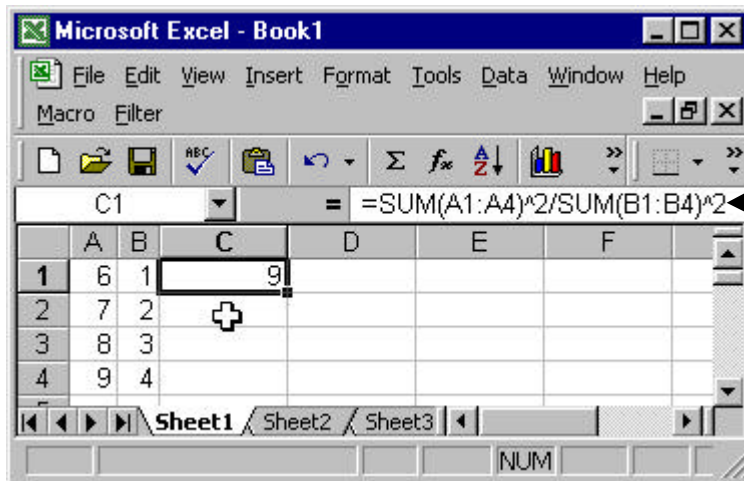 Microsoft Excel - Book1
File Edit View Insert Format Tools Data Window Help
Macro Filter
ABC Σ fx A Z » »
C1 = =SUM(A1:A4)^2/SUM(B1:B4)^2
A B C D E F
1 6 1 9
2 7 2
3 8 3
4 9 4
Sheet1 Sheet2 Sheet3
NUM